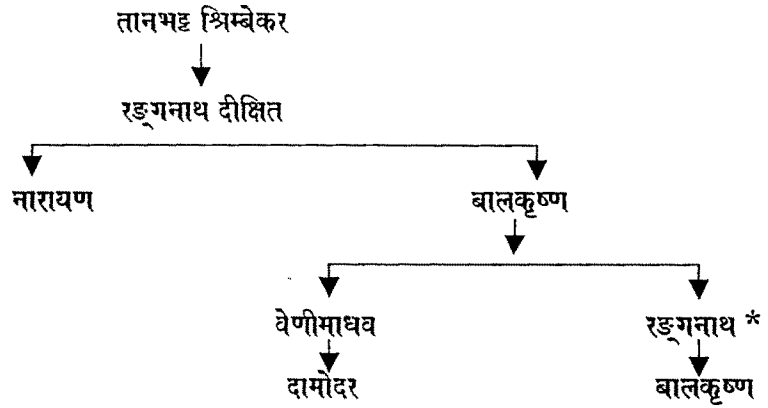 तानभट्ट श्रिम्बेकर
रङ्गनाथ दीक्षित
नारायण बालकृष्ण
वेणीमाधव रङ्गनाथ *
दामोदर बालकृष्ण